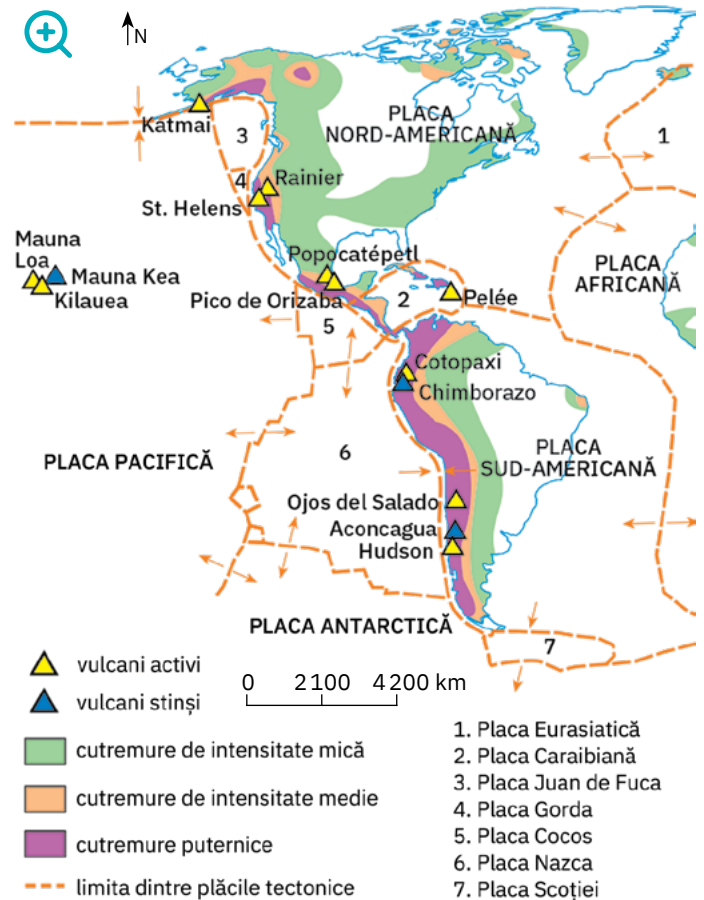 N
Katmai
PLACA
NORD-AMERICANĂ
3
1
4
Rainier
St. Helens
Mauna
Loa
Mauna Kea
Kilauea
Popocatépetl
Pico de Orizaba
2
Pelée
PLACA
AFRICANĂ
5
Cotopaxi
Chimborazo
6
PLACA PACIFICĂ
PLACA
SUD-AMERICANĂ
Ojos del Salado
Aconcagua
Hudson
PLACA ANTARCTICĂ
7
vulcani activi
vulcani stinși
cutremure de intensitate mică
cutremure de intensitate medie
cutremure puternice
limita dintre plăcile tectonice
0 2 100 4 200 km
1. Placa Eurasiatică
2. Placa Caraibiană
3. Placa Juan de Fuca
4. Placa Gorda
5. Placa Cocos
6. Placa Nazca
7. Placa Scoției